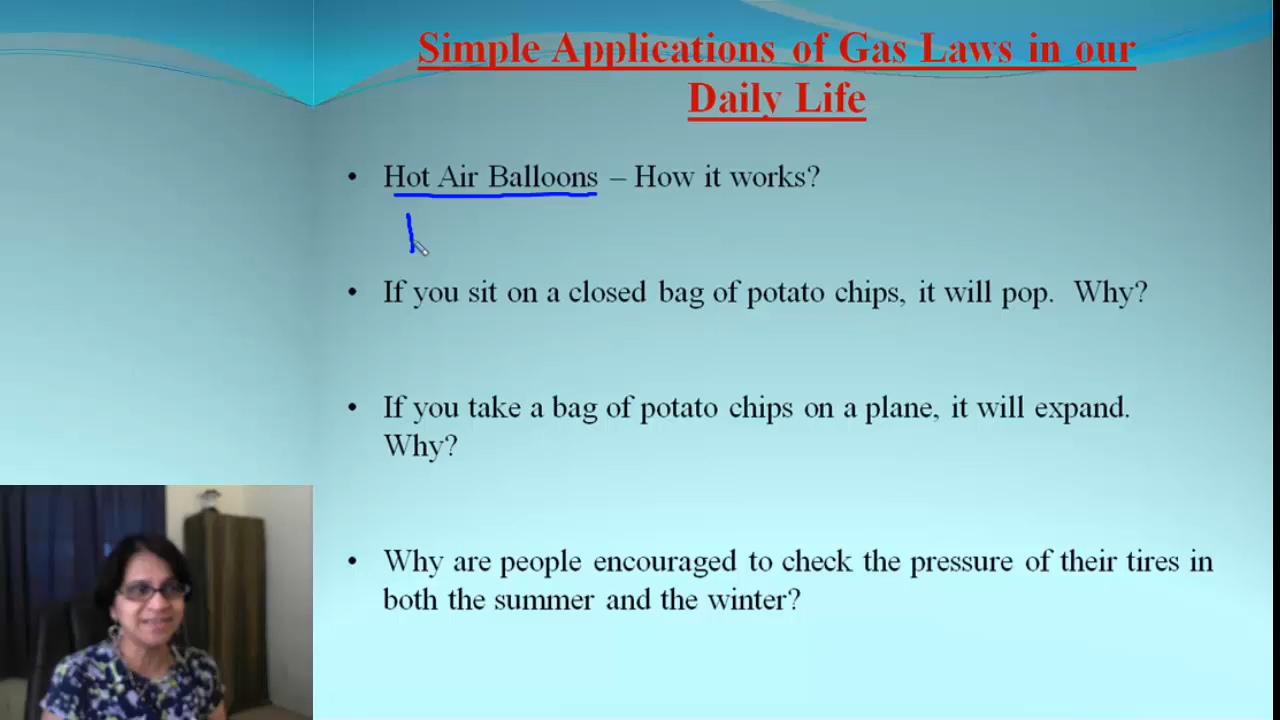 Simple Applications of Gas Laws in our
Daily Life
• Hot Air Balloons – How it works?
• If you sit on a closed bag of potato chips, it will pop. Why?
• If you take a bag of potato chips on a plane, it will expand.
Why?
• Why are people encouraged to check the pressure of their tires in
both the summer and the winter?